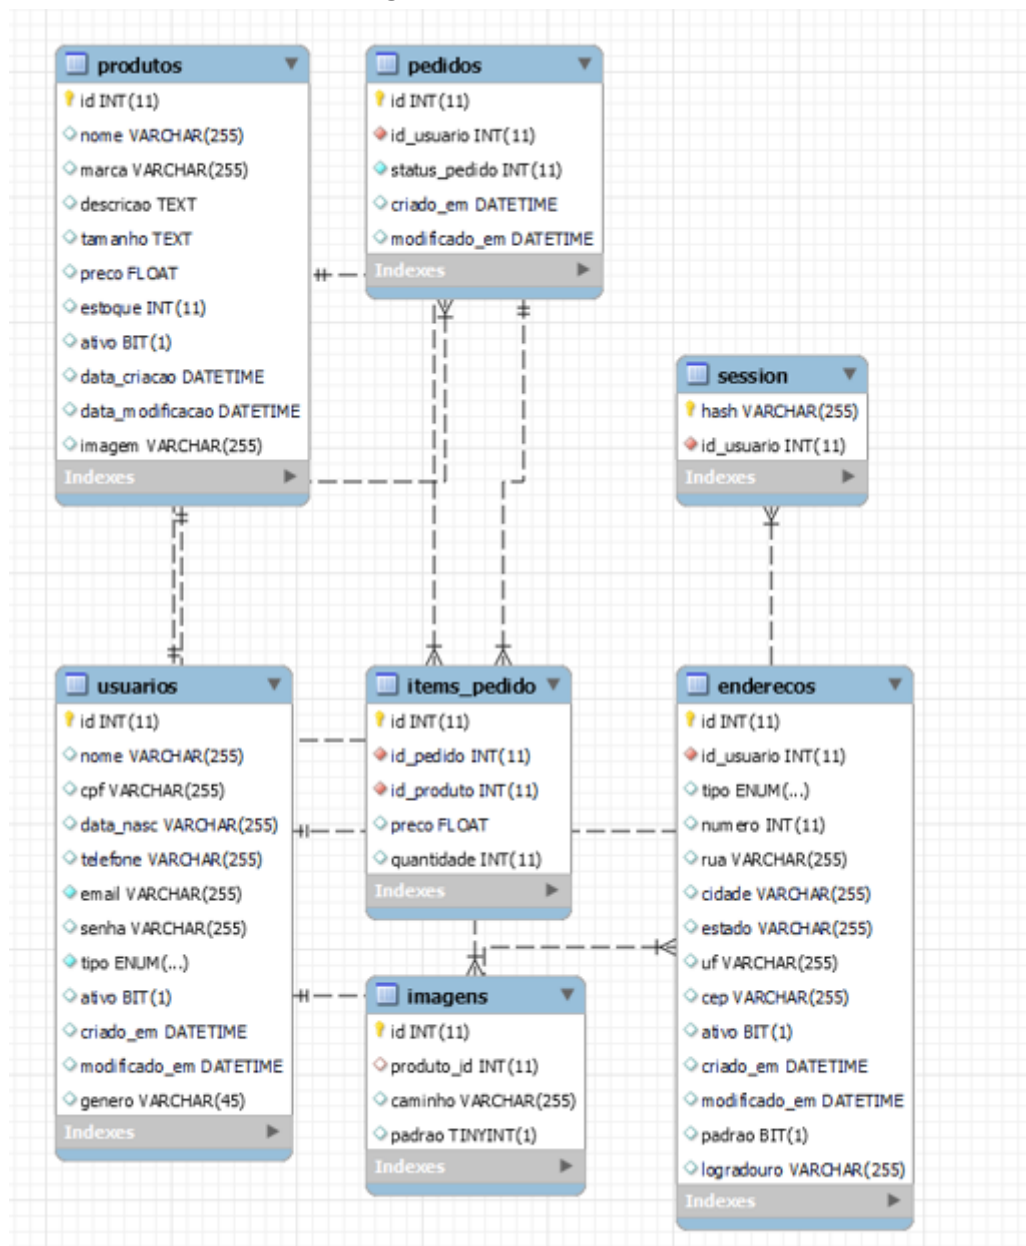 produtos
id INT(11)
nome VARCHAR(255)
marca VARCHAR(255)
descricao TEXT
tamanho TEXT
preco FLOAT
estoque INT(11)
ativo BIT(1)
data_criacao DATETIME
data_modificacao DATETIME
imagem VARCHAR(255)
Indexes
pedidos
id INT(11)
id_usuario INT(11)
status_pedido INT(11)
criado_em DATETIME
modificado_em DATETIME
Indexes
session
hash VARCHAR(255)
id_usuario INT(11)
Indexes
usuarios
id INT(11)
nome VARCHAR(255)
cpf VARCHAR(255)
data_nasc VARCHAR(255)
telefone VARCHAR(255)
email VARCHAR(255)
senha VARCHAR(255)
tipo ENUM(...)
ativo BIT(1)
criado_em DATETIME
modificado_em DATETIME
genero VARCHAR(45)
Indexes
items_pedido
id INT(11)
id_pedido INT(11)
id_produto INT(11)
preco FLOAT
quantidade INT(11)
Indexes
imagens
id INT(11)
produto_id INT(11)
caminho VARCHAR(255)
padrao TINYINT(1)
Indexes
enderecos
id INT(11)
id_usuario INT(11)
tipo ENUM(...)
numero INT(11)
rua VARCHAR(255)
cidade VARCHAR(255)
estado VARCHAR(255)
uf VARCHAR(255)
cep VARCHAR(255)
ativo BIT(1)
criado_em DATETIME
modificado_em DATETIME
padrao BIT(1)
logradouro VARCHAR(255)
Indexes